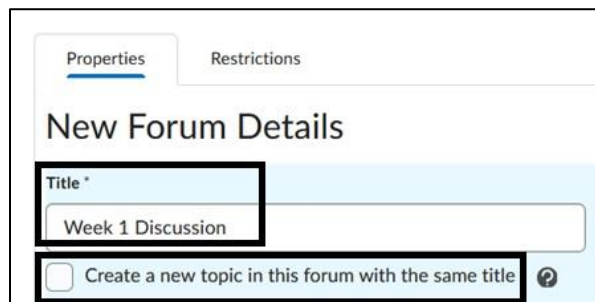 Properties Restrictions
New Forum Details
Title *
Week 1 Discussion
Create a new topic in this forum with the same title ?